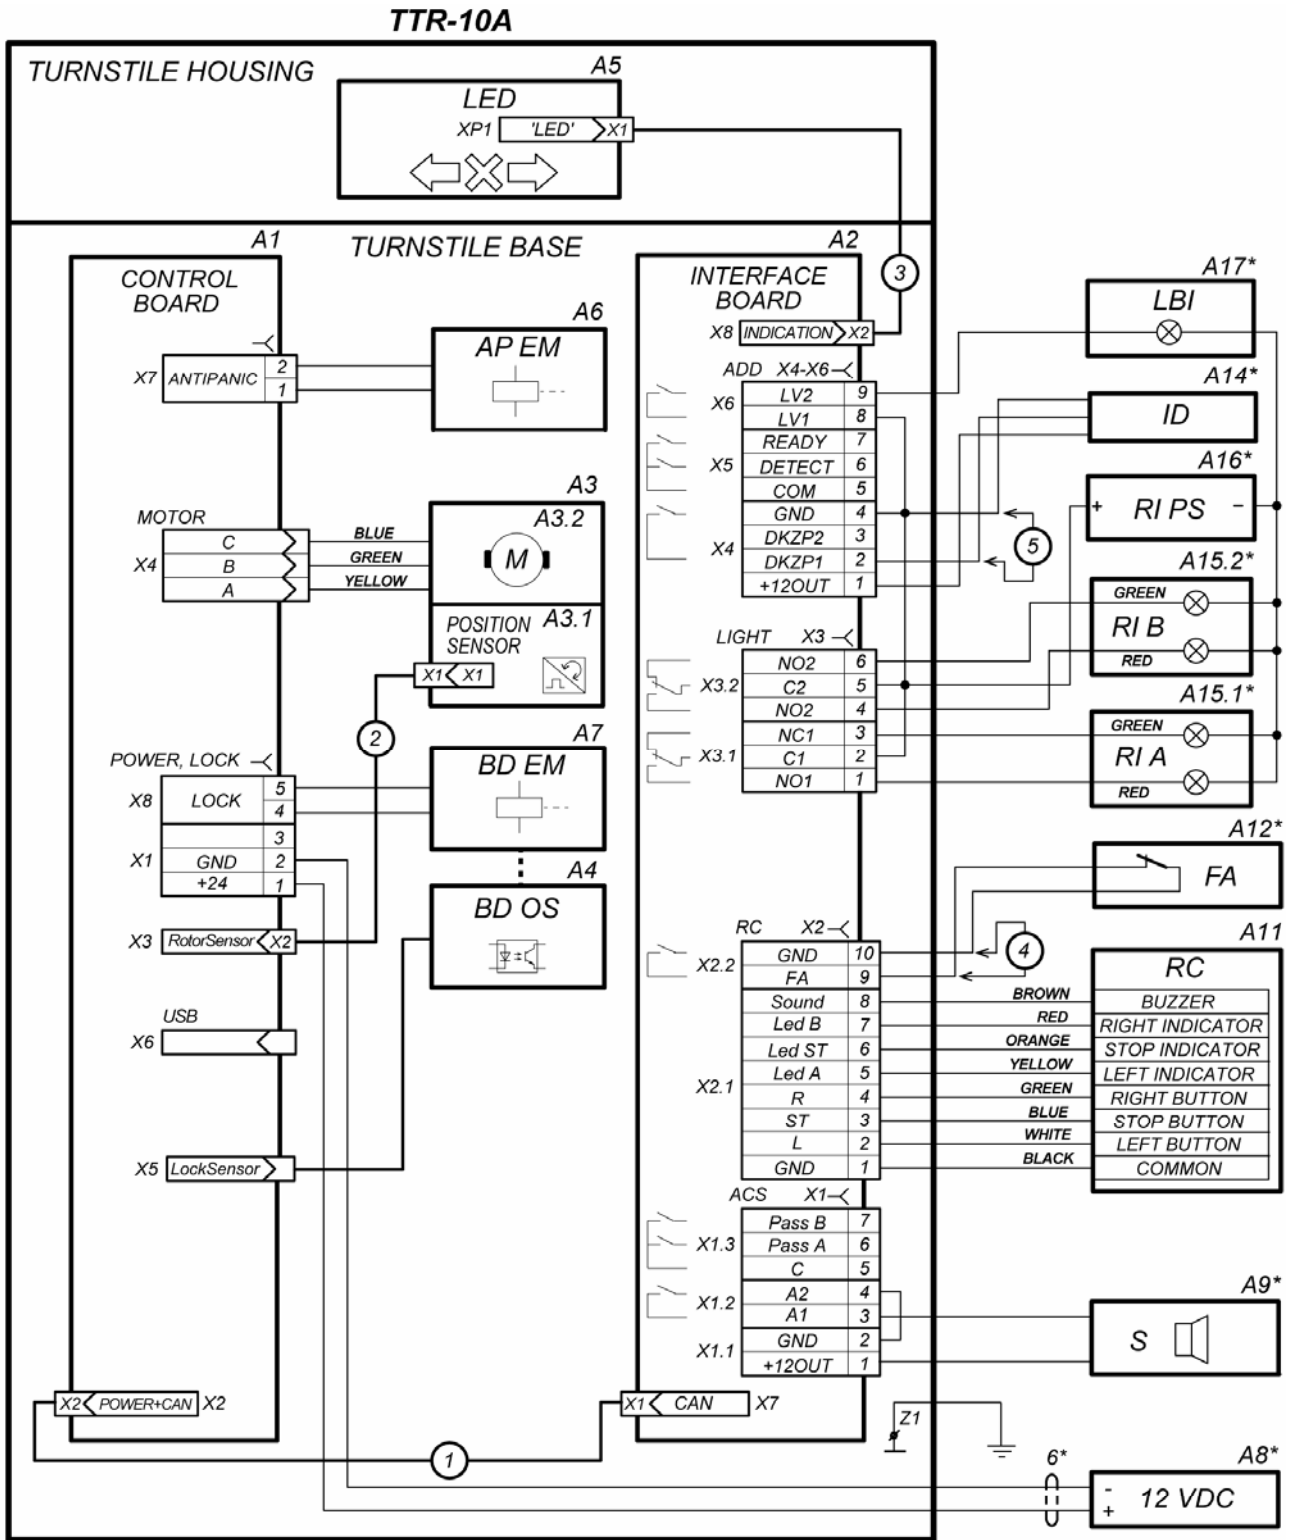 TTR-10A
TURNSTILE HOUSING
A5
LED
XP1 'LED' X1
3
A1
TURNSTILE BASE
A2
CONTROL
BOARD
X7 ANTIPANIC
2
1
A6
AP EM
MOTOR
X4
C BLUE
B GREEN
A YELLOW
A3
A3.2
M
A3.1
POSITION
SENSOR
X1 X1
2
POWER, LOCK
X8 LOCK
5
4
3
X1
GND 2
+24 1
A7
BD EM
A4
BD OS
X3 RotorSensor X2
USB
X6
X5 LockSensor
X2 POWER+CAN X2
1
INTERFACE
BOARD
X8 INDICATION X2
ADD X4-X6
X6
LV2 9
LV1 8
X5
READY 7
DETECT 6
COM 5
X4
GND 4
DKZP2 3
DKZP1 2
+12OUT 1
5
LIGHT X3
X3.2
NO2 6
C2 5
NO2 4
X3.1
NC1 3
C1 2
NO1 1
RC X2
X2.2
GND 10
FA 9
4
X2.1
Sound 8 BROWN
Led B 7 RED
Led ST 6 ORANGE
Led A 5 YELLOW
R 4 GREEN
ST 3 BLUE
L 2 WHITE
GND 1 BLACK
ACS X1
X1.3
Pass B 7
Pass A 6
C 5
X1.2
A2 4
A1 3
X1.1
GND 2
+12OUT 1
X1 CAN X7
Z1
A17*
LBI
A14*
ID
A16*
+ RI PS -
A15.2*
GREEN
RI B
RED
A15.1*
GREEN
RI A
RED
A12*
FA
A11
RC
BUZZER
RIGHT INDICATOR
STOP INDICATOR
LEFT INDICATOR
RIGHT BUTTON
STOP BUTTON
LEFT BUTTON
COMMON
A9*
S
6*
A8*
-
+
12 VDC